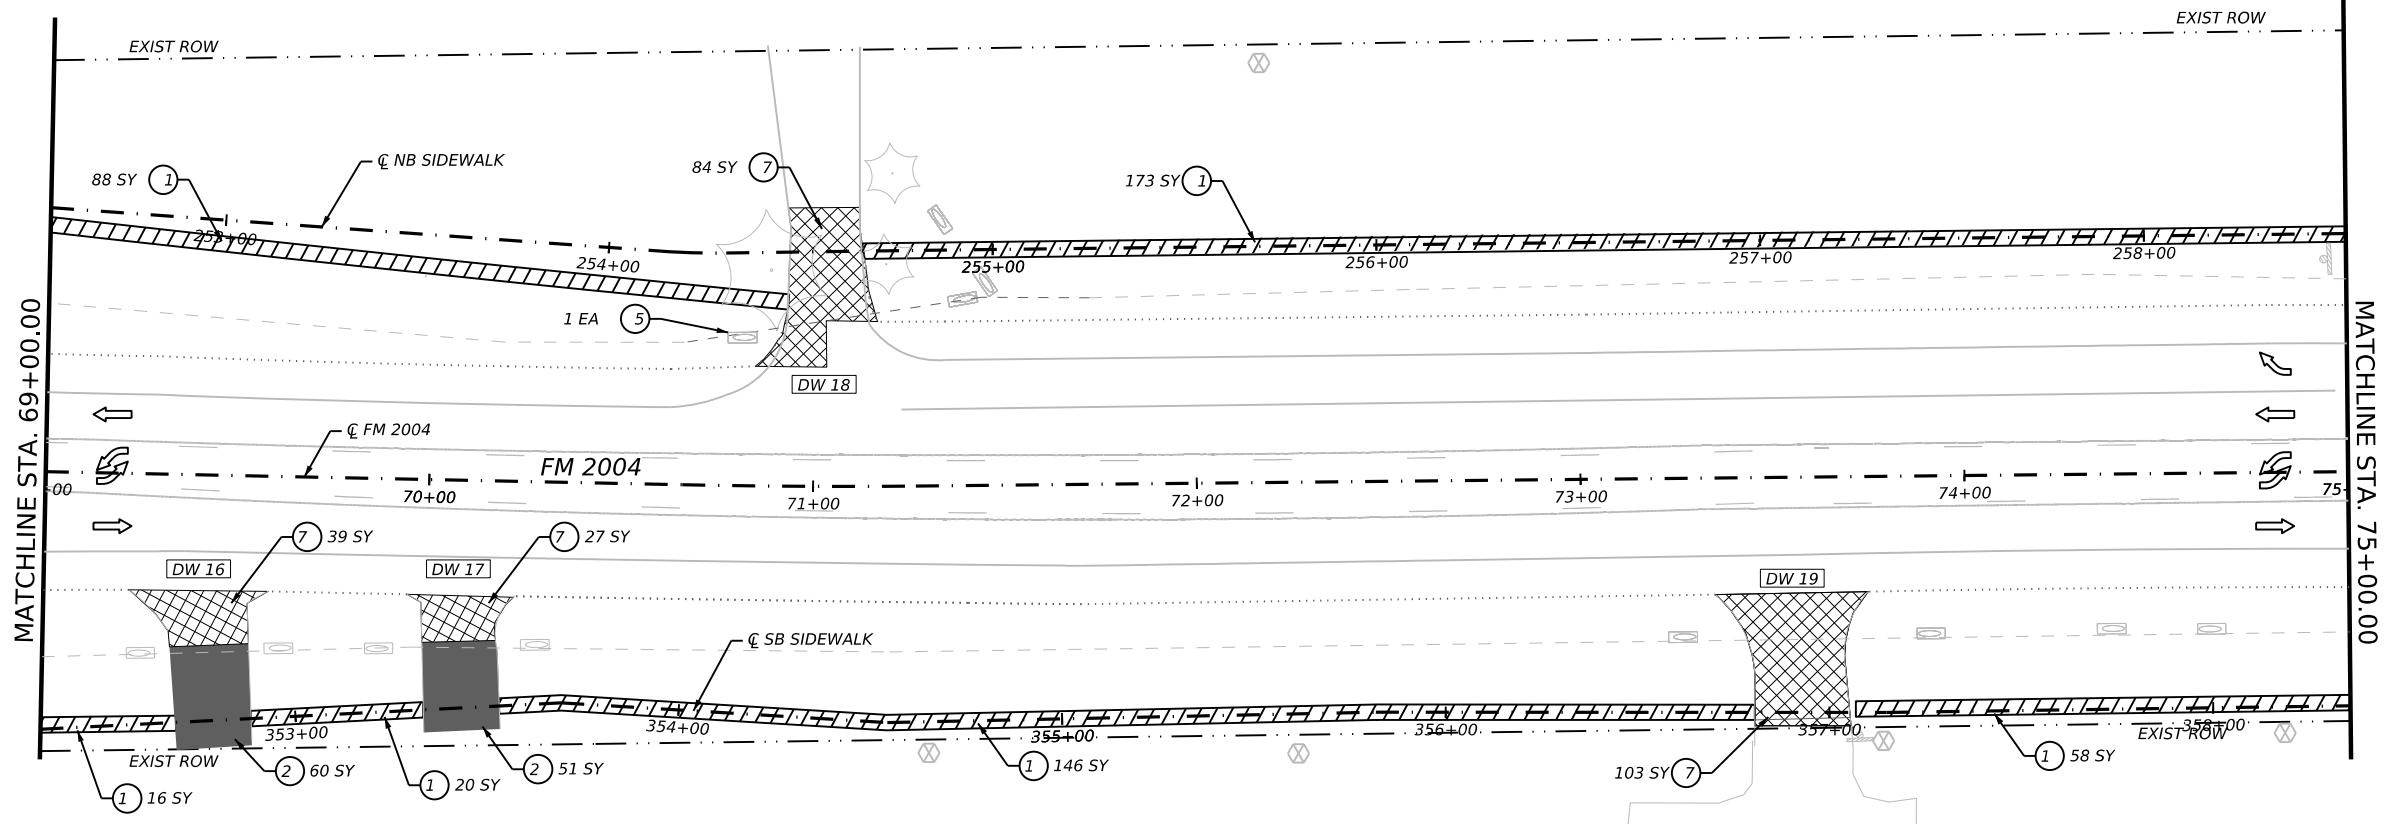 EXIST ROW
EXIST ROW
88 SY 1
℄ NB SIDEWALK
84 SY 7
173 SY 1
253+00
254+00
255+00
256+00
257+00
258+00
1 EA 5
DW 18
MATCHLINE STA. 69+00.00
MATCHLINE STA. 75+00.00
℄ FM 2004
FM 2004
00
70+00
71+00
72+00
73+00
74+00
75
7 39 SY
7 27 SY
DW 16
DW 17
DW 19
℄ SB SIDEWALK
353+00
354+00
355+00
356+00
357+00
358+00
EXIST ROW
EXIST ROW
2 60 SY
2 51 SY
1 146 SY
103 SY 7
1 58 SY
1 16 SY
1 20 SY